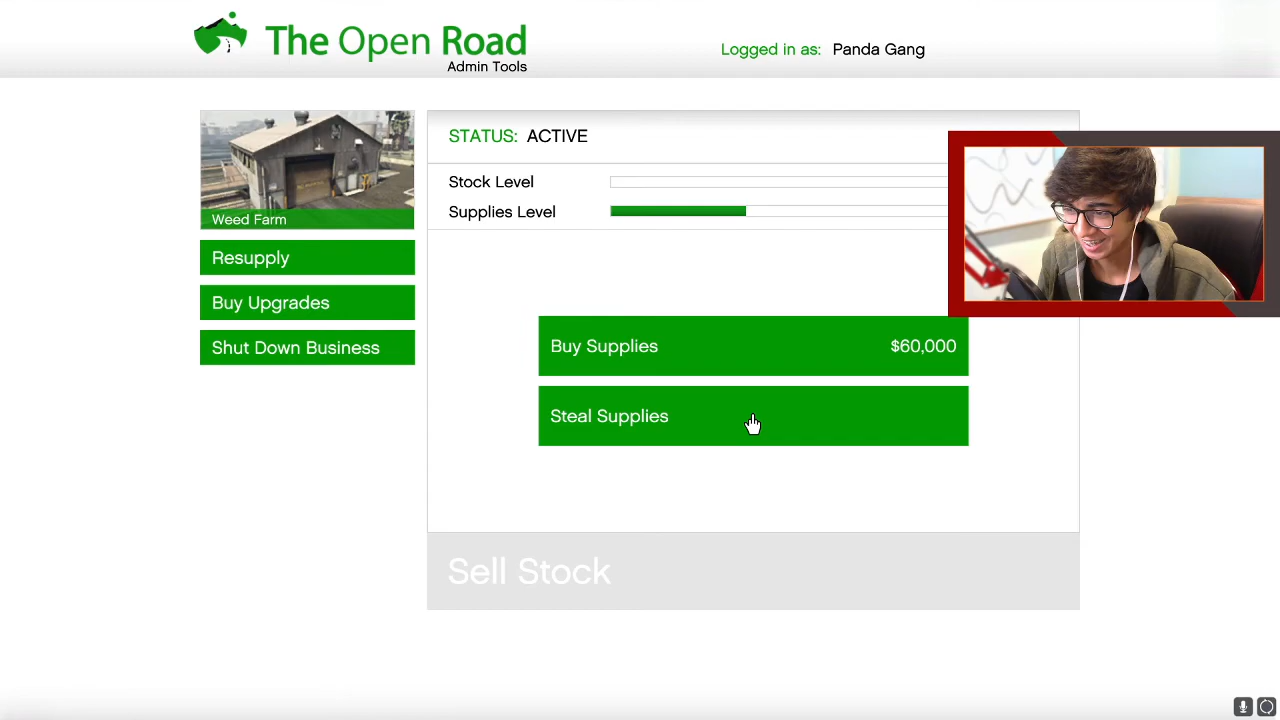 The Open Road
Admin Tools
Logged in as: Panda Gang
Weed Farm
Resupply
Buy Upgrades
Shut Down Business
STATUS: ACTIVE
Stock Level
Supplies Level
Buy Supplies $60,000
Steal Supplies
Sell Stock